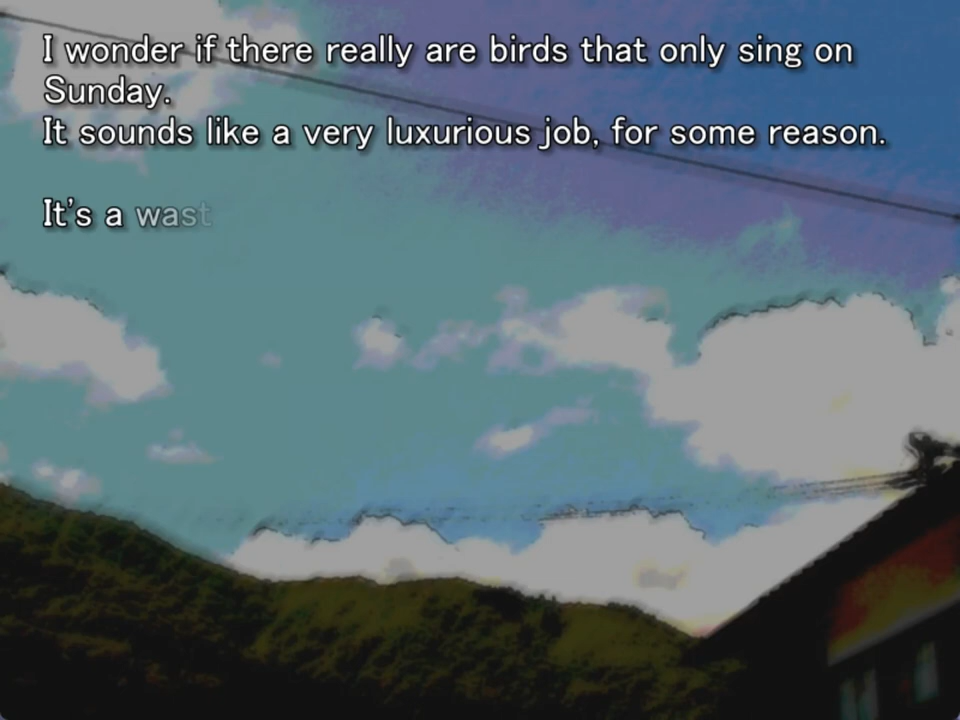 I wonder if there really are birds that only sing on
Sunday.
It sounds like a very luxurious job, for some reason.
It's a wast